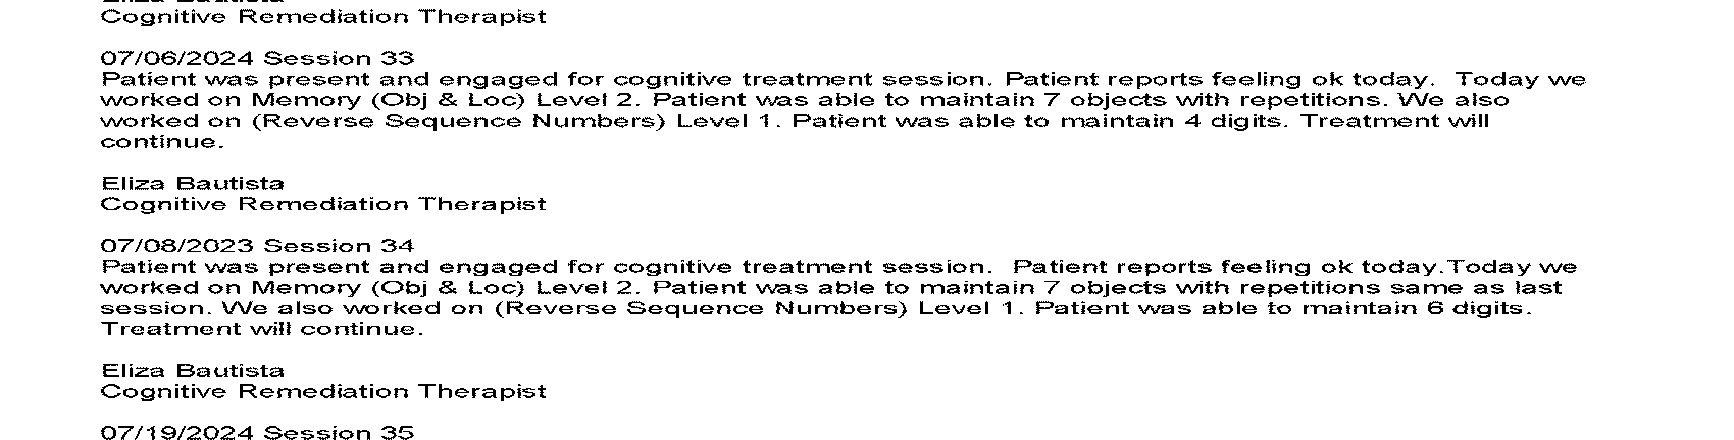 Eliza Bautista
Cognitive Remediation Therapist
07/06/2024 Session 33
Patient was present and engaged for cognitive treatment session. Patient reports feeling ok today.  Today we
worked on Memory (Obj & Loc) Level 2. Patient was able to maintain 7 objects with repetitions. We also
worked on (Reverse Sequence Numbers) Level 1. Patient was able to maintain 4 digits. Treatment will
continue.
Eliza Bautista
Cognitive Remediation Therapist
07/08/2023 Session 34
Patient was present and engaged for cognitive treatment session.  Patient reports feeling ok today.Today we
worked on Memory (Obj & Loc) Level 2. Patient was able to maintain 7 objects with repetitions same as last
session. We also worked on (Reverse Sequence Numbers) Level 1. Patient was able to maintain 6 digits.
Treatment will continue.
Eliza Bautista
Cognitive Remediation Therapist
07/19/2024 Session 35